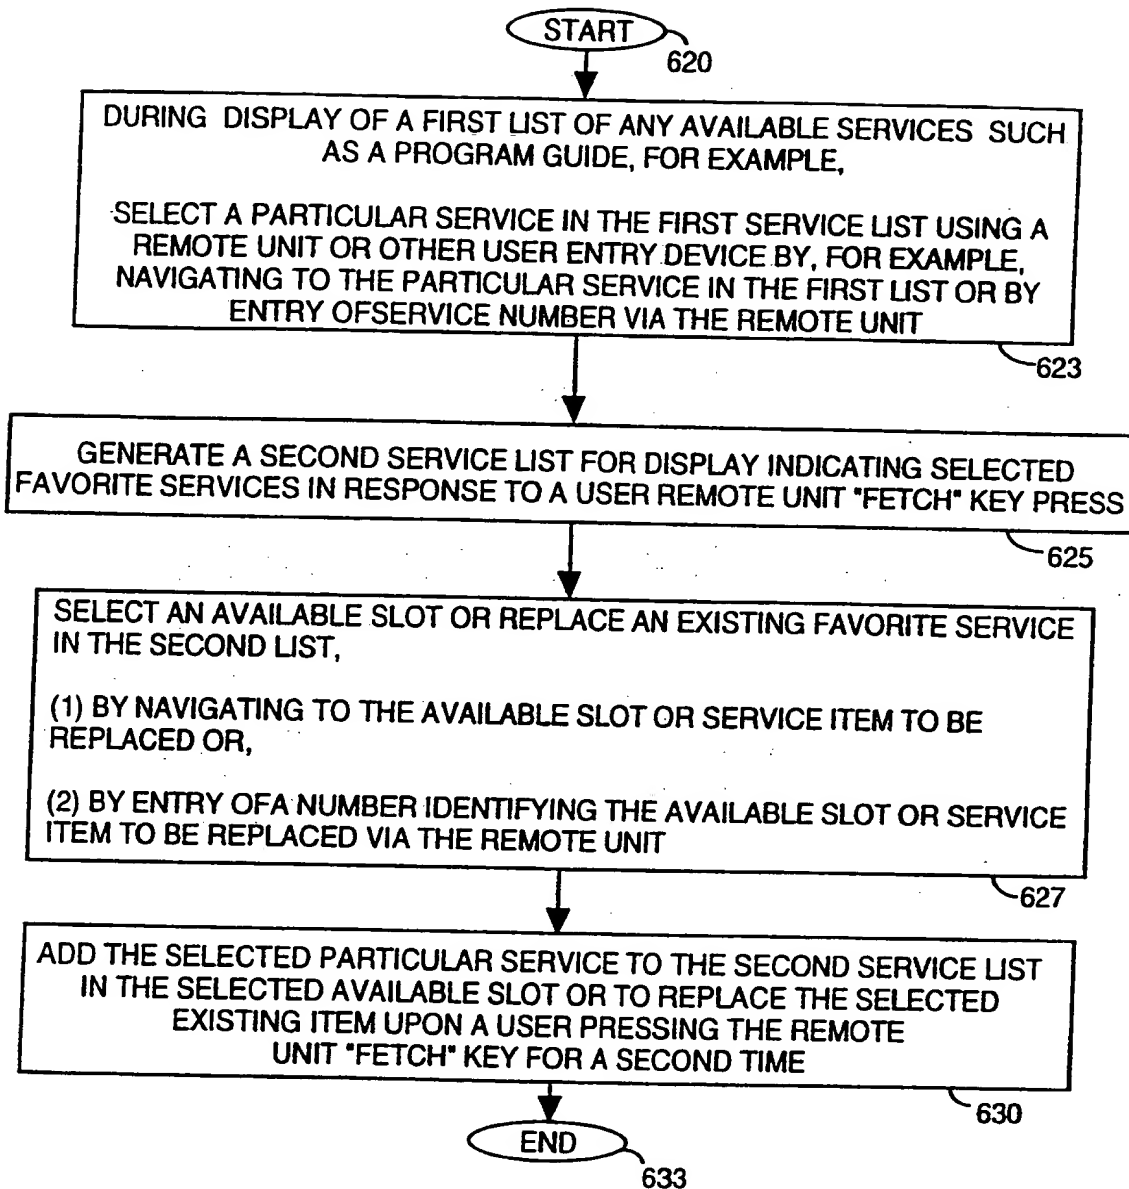 START
620
DURING DISPLAY OF A FIRST LIST OF ANY AVAILABLE SERVICES SUCH
AS A PROGRAM GUIDE, FOR EXAMPLE,
SELECT A PARTICULAR SERVICE IN THE FIRST SERVICE LIST USING A
REMOTE UNIT OR OTHER USER ENTRY DEVICE BY, FOR EXAMPLE,
NAVIGATING TO THE PARTICULAR SERVICE IN THE FIRST LIST OR BY
ENTRY OFSERVICE NUMBER VIA THE REMOTE UNIT
623
GENERATE A SECOND SERVICE LIST FOR DISPLAY INDICATING SELECTED
FAVORITE SERVICES IN RESPONSE TO A USER REMOTE UNIT "FETCH" KEY PRESS
625
SELECT AN AVAILABLE SLOT OR REPLACE AN EXISTING FAVORITE SERVICE
IN THE SECOND LIST,
(1) BY NAVIGATING TO THE AVAILABLE SLOT OR SERVICE ITEM TO BE
REPLACED OR,
(2) BY ENTRY OFA NUMBER IDENTIFYING THE AVAILABLE SLOT OR SERVICE
ITEM TO BE REPLACED VIA THE REMOTE UNIT
627
ADD THE SELECTED PARTICULAR SERVICE TO THE SECOND SERVICE LIST
IN THE SELECTED AVAILABLE SLOT OR TO REPLACE THE SELECTED
EXISTING ITEM UPON A USER PRESSING THE REMOTE
UNIT "FETCH" KEY FOR A SECOND TIME
630
END
633